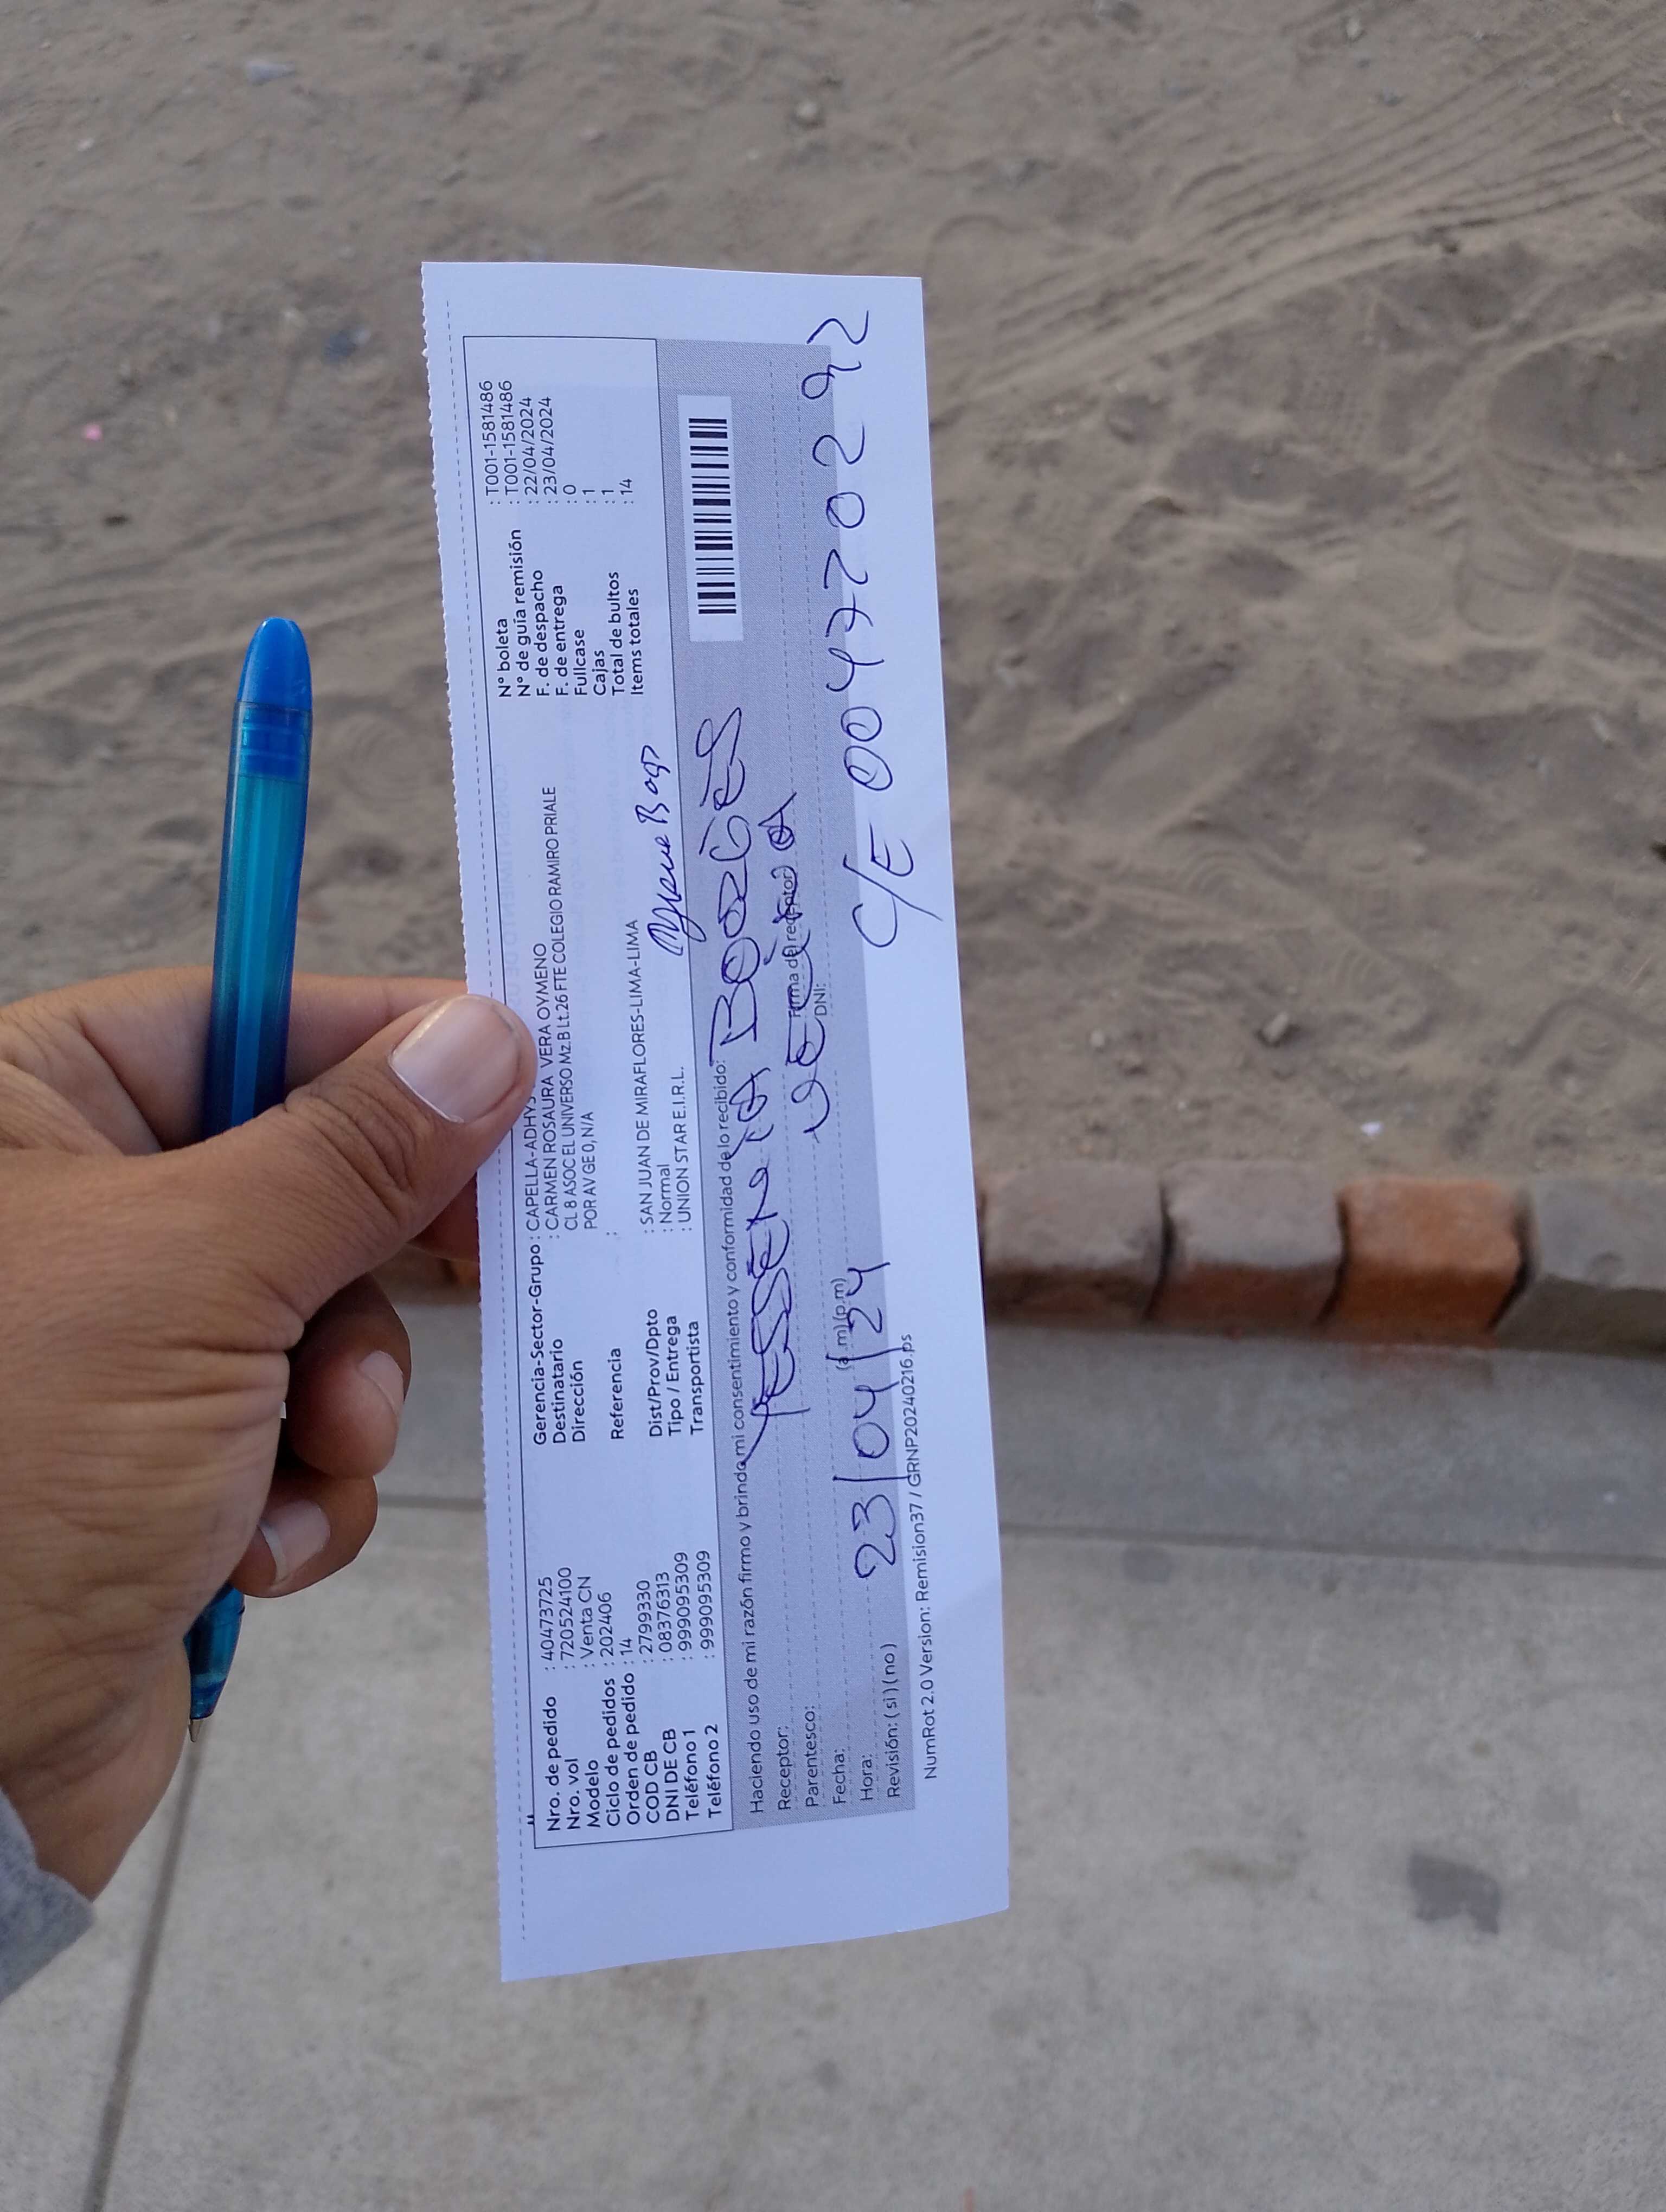 Nro. de pedido : 40473725
Nro. vol : 720524100
Modelo : Venta CN
Ciclo de pedidos : 202406
Orden de pedido : 14
COD CB : 2799330
DNI DE CB : 08376313
Teléfono 1 : 999095309
Teléfono 2 : 999095309
Gerencia-Sector-Grupo : CAPELLA-ADHYS
Destinatario : CARMEN ROSAURA VERA OYMENO
Dirección CL 8 ASOC EL UNIVERSO Mz.B Lt.26 FTE COLEGIO RAMIRO PRIALE
POR AV GE 0, N/A
Referencia :
Dist/Prov/Dpto : SAN JUAN DE MIRAFLORES-LIMA-LIMA
Tipo / Entrega : Normal
Transportista : UNION STAR E.I.R.L.
N° boleta : T001-1581486
N° de guía remisión : T001-1581486
F. de despacho : 22/04/2024
F. de entrega : 23/04/2024
Fullcase : 0
Cajas : 1
Total de bultos : 1
Items totales : 14
Haciendo uso de mi razón firmo y brindo mi consentimiento y conformidad de lo recibido:
Receptor: YESSENIA BORGES
Parentesco:
Firma del receptor
DNI: C/E 004720292
Fecha: 23/04/24
Hora: (a.m) (p.m)
Revisión: ( si ) ( no )
NumRot 2.0 Version: Remision37 / GRNP20240216.ps